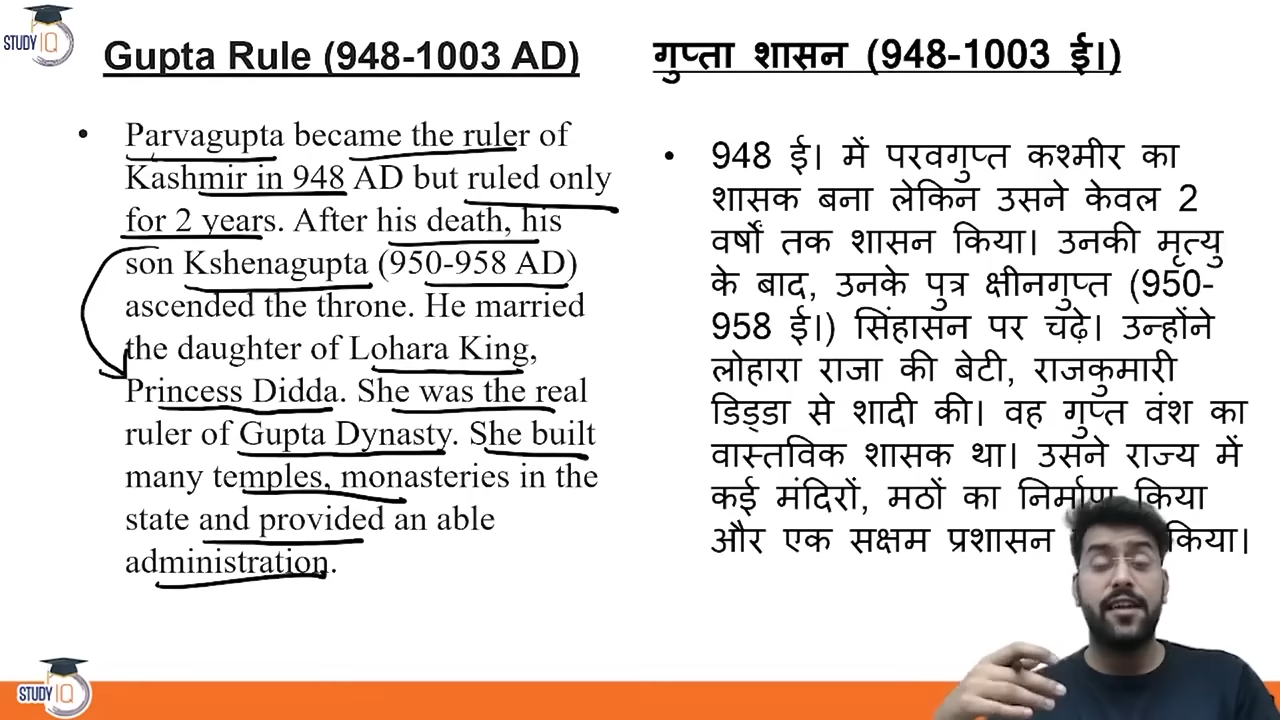 STUDY IQ
Gupta Rule (948-1003 AD)
• Parvagupta became the ruler of
Kashmir in 948 AD but ruled only
for 2 years. After his death, his
son Kshenagupta (950-958 AD)
ascended the throne. He married
the daughter of Lohara King,
Princess Didda. She was the real
ruler of Gupta Dynasty. She built
many temples, monasteries in the
state and provided an able
administration.
गुप्ता शासन (948-1003 ई।)
• 948 ई। में परवगुप्त कश्मीर का
शासक बना लेकिन उसने केवल 2
वर्षों तक शासन किया। उनकी मृत्यु
के बाद, उनके पुत्र क्षीनगुप्त (950-
958 ई।) सिंहासन पर चढ़े। उन्होंने
लोहारा राजा की बेटी, राजकुमारी
डिड्डा से शादी की। वह गुप्त वंश का
वास्तविक शासक था। उसने राज्य में
कई मंदिरों, मठों का निर्माण किया
और एक सक्षम प्रशासन किया।
STUDY IQ